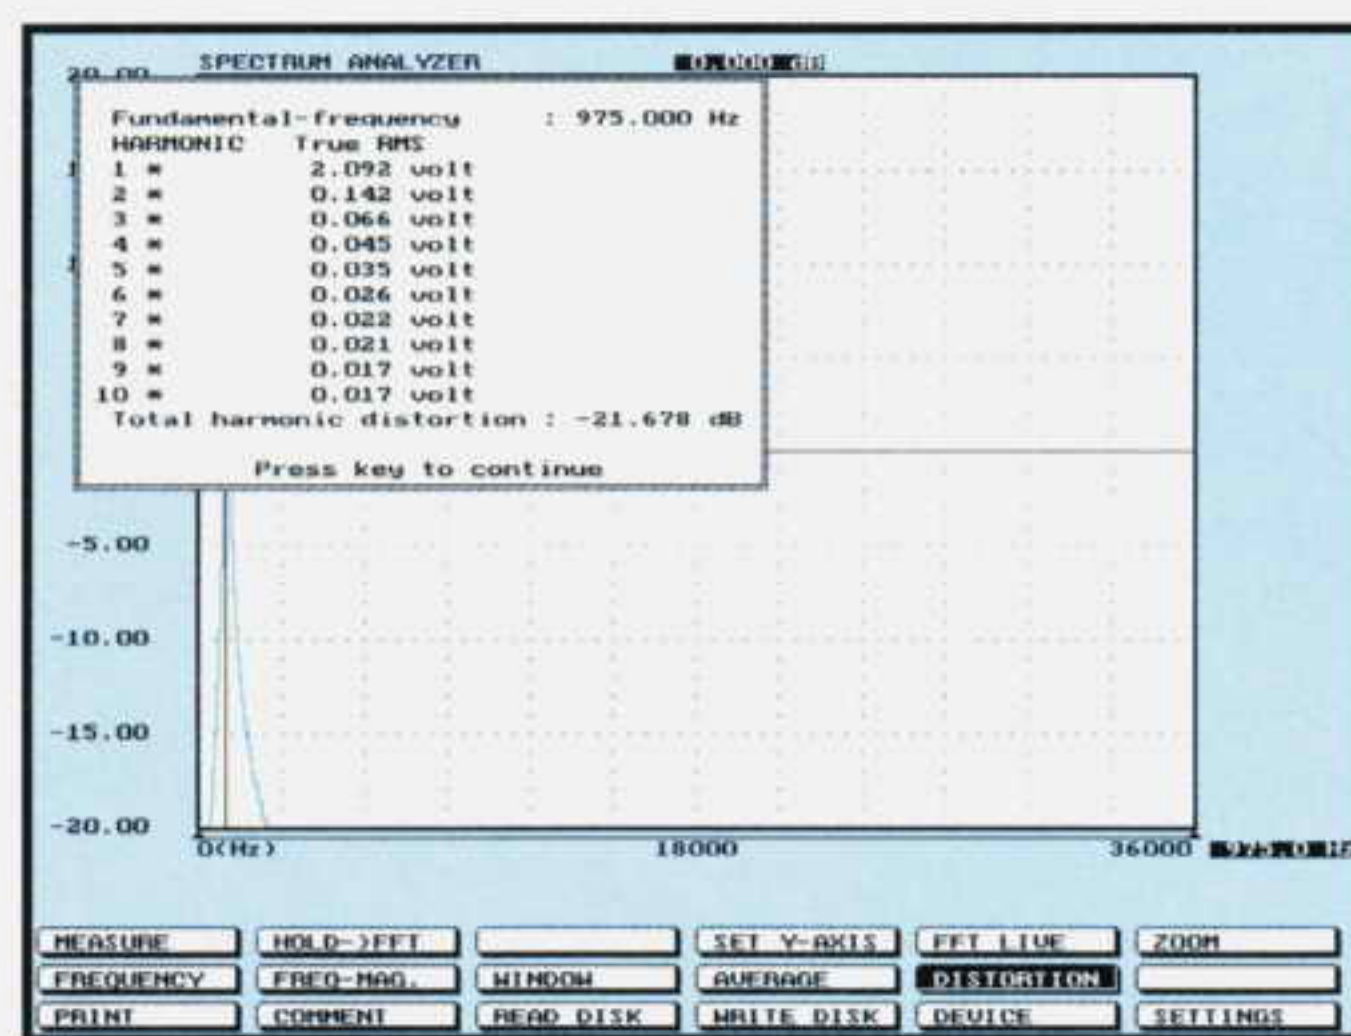 SPECTRUM ANALYZER
20.00
Fundamental-frequency : 975.000 Hz
HARMONIC True RMS
1 * 2.092 volt
2 * 0.142 volt
3 * 0.066 volt
4 * 0.045 volt
5 * 0.035 volt
6 * 0.026 volt
7 * 0.022 volt
8 * 0.021 volt
9 * 0.017 volt
10 * 0.017 volt
Total harmonic distortion : -21.678 dB
Press key to continue
-5.00
-10.00
-15.00
-20.00
0(Hz) 18000 36000
MEASURE HOLD->FFT SET Y-AXIS FFT LIVE ZOOM
FREQUENCY FREQ-MAG. WINDOW AVERAGE DISTORTION
PRINT COMMENT READ DISK WRITE DISK DEVICE SETTINGS